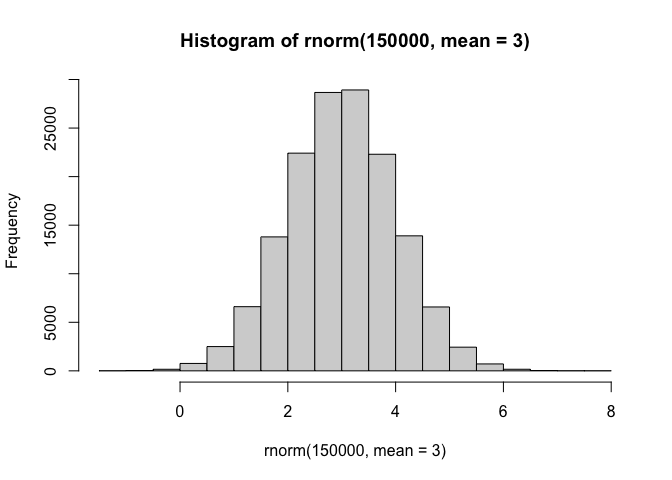 Histogram of rnorm(150000, mean = 3)
Frequency
25000
15000
5000
0
0 2 4 6 8
rnorm(150000, mean = 3)